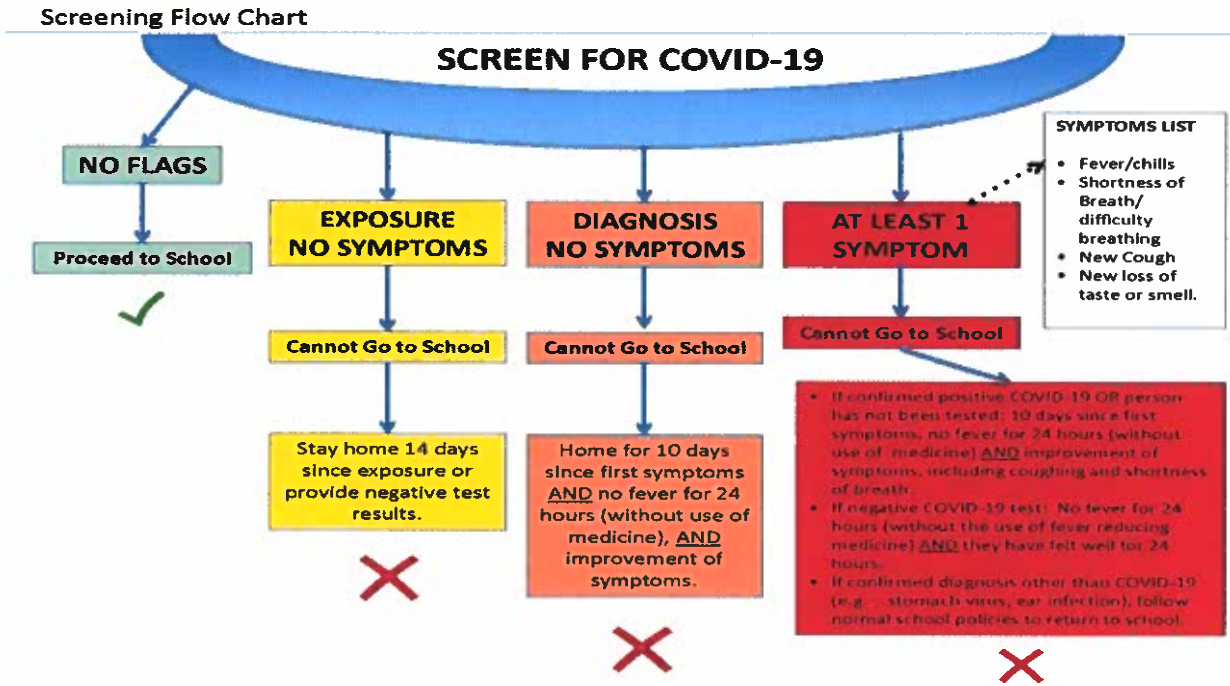 Screening Flow Chart
SCREEN FOR COVID-19
NO FLAGS
Proceed to School
EXPOSURE
NO SYMPTOMS
Cannot Go to School
Stay home 14 days
since exposure or
provide negative test
results.
DIAGNOSIS
NO SYMPTOMS
Cannot Go to School
Home for 10 days
since first symptoms
AND no fever for 24
hours (without use of
medicine), AND
improvement of
symptoms.
AT LEAST 1
SYMPTOM
Cannot Go to School
• If confirmed positive COVID-19 OR person
has not been tested: 10 days since first
symptoms, no fever for 24 hours (without
use of medicine) AND improvement of
symptoms, including coughing and shortness
of breath
• If negative COVID-19 test: No fever for 24
hours (without the use of fever reducing
medicine) AND they have felt well for 24
hours.
• If confirmed diagnosis other than COVID-19
(e.g. stomach virus, ear infection), follow
normal school policies to return to school.
SYMPTOMS LIST
• Fever/chills
• Shortness of
Breath/
difficulty
breathing
• New Cough
• New loss of
taste or smell.